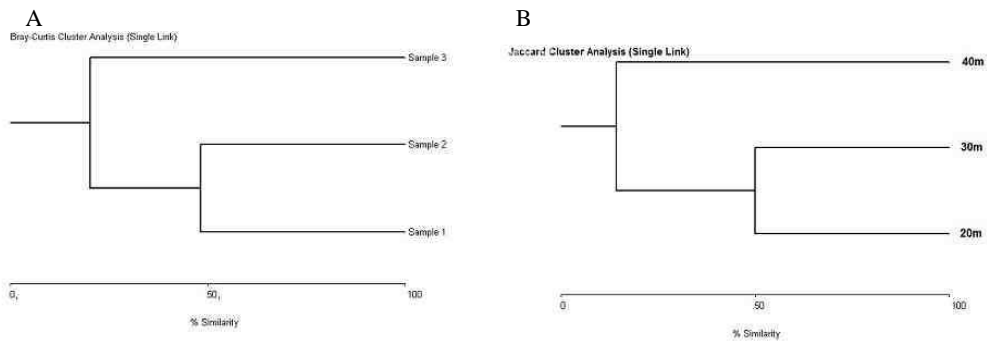 A
Bray-Curtis Cluster Analysis (Single Link)
Sample 3
Sample 2
Sample 1
0,
50,
100
% Similarity
B
Jaccard Cluster Analysis (Single Link)
40m
30m
20m
0
50
100
% Similarity